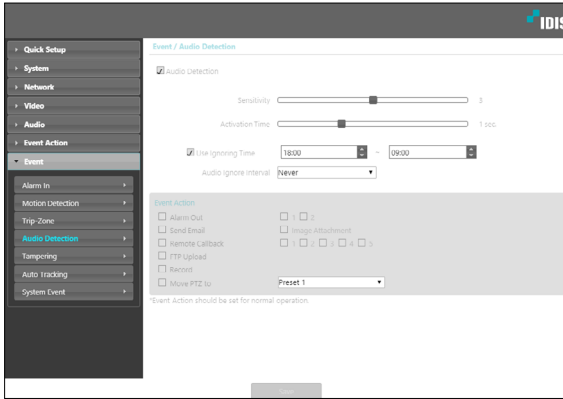 IDIS
Quick Setup
System
Network
Video
Audio
Event Action
Event
Alarm In
Motion Detection
Trip-Zone
Audio Detection
Tampering
Auto Tracking
System Event
Event / Audio Detection
Audio Detection
Sensitivity 3
Activation Time 1 sec.
Use Ignoring Time 18:00 ~ 09:00
Audio Ignore Interval Never
Event Action
Alarm Out 1 2
Send Email Image Attachment
Remote Callback 1 2 3 4 5
FTP Upload
Record
Move PTZ to Preset 1
*Event Action should be set for normal operation.
Save